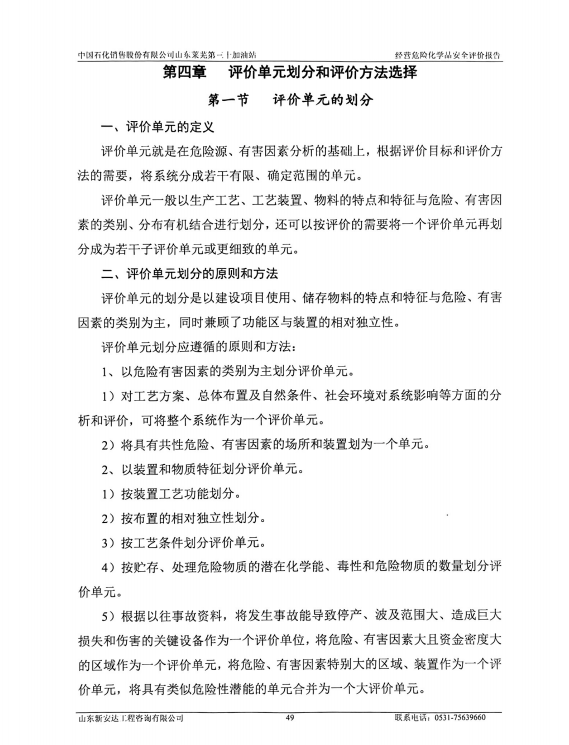 中国石化销售股份有限公司山东莱芜第三十加油站 经营危险化学品安全评价报告
第四章 评价单元划分和评价方法选择
第一节 评价单元的划分
一、评价单元的定义
评价单元就是在危险源、有害因素分析的基础上，根据评价目标和评价方
法的需要，将系统分成若干有限、确定范围的单元。
评价单元一般以生产工艺、工艺装置、物料的特点和特征与危险、有害因
素的类别、分布有机结合进行划分，还可以按评价的需要将一个评价单元再划
分成为若干子评价单元或更细致的单元。
二、评价单元划分的原则和方法
评价单元的划分是以建设项目使用、储存物料的特点和特征与危险、有害
因素的类别为主，同时兼顾了功能区与装置的相对独立性。
评价单元划分应遵循的原则和方法：
1、以危险有害因素的类别为主划分评价单元。
1）对工艺方案、总体布置及自然条件、社会环境对系统影响等方面的分
析和评价，可将整个系统作为一个评价单元。
2）将具有共性危险、有害因素的场所和装置划为一个单元。
2、以装置和物质特征划分评价单元。
1）按装置工艺功能划分。
2）按布置的相对独立性划分。
3）按工艺条件划分评价单元。
4）按贮存、处理危险物质的潜在化学能、毒性和危险物质的数量划分评
价单元。
5）根据以往事故资料，将发生事故能导致停产、波及范围大、造成巨大
损失和伤害的关键设备作为一个评价单位，将危险、有害因素大且资金密度大
的区域作为一个评价单元，将危险、有害因素特别大的区域、装置作为一个评
价单元，将具有类似危险性潜能的单元合并为一个大评价单元。
山东新安达工程咨询有限公司 49 联系电话：0531-75639660